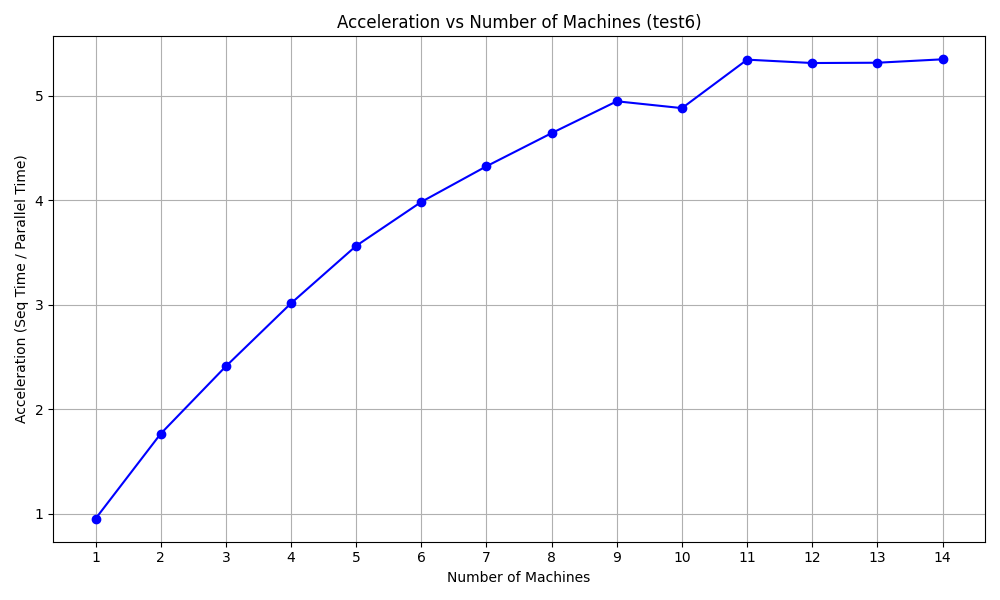 Acceleration vs Number of Machines (test6)
Acceleration (Seq Time / Parallel Time)
5
4
3
2
1
1 2 3 4 5 6 7 8 9 10 11 12 13 14
Number of Machines